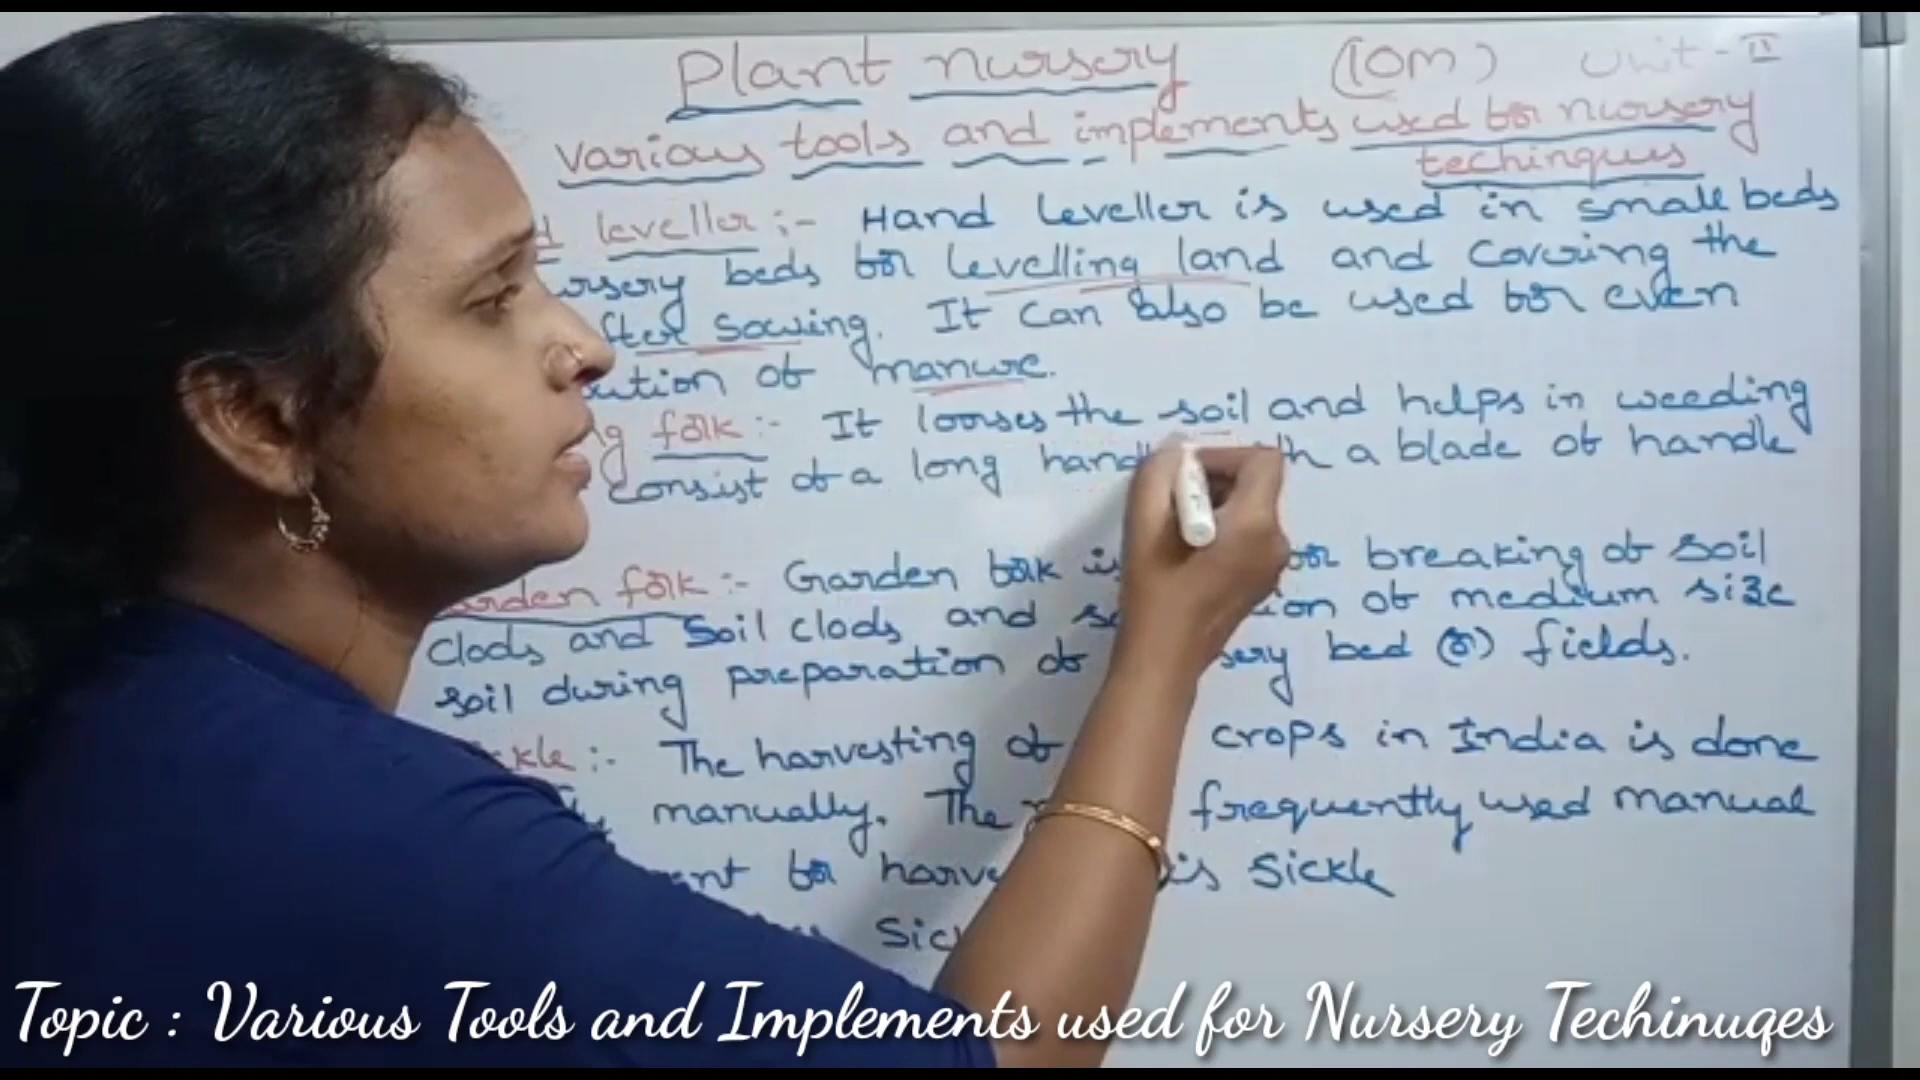 Plant nursery (10M) Unit-II
Various tools and implements used for nursery
techinques
leveller :- Hand leveller is used in small beds
beds for levelling land and covering the
sowing. It can also be used for even
of manure.
folk :- It looses the soil and helps in weeding
consist of a long a blade of handle
folk :- Garden folk breaking of soil
clods and soil clods and of medium size
soil during preparation of bed (or) fields.
:- The harvesting of crops in India is done
manually. The frequently used manual
for is sickle
Topic : Various Tools and Implements used for Nursery Techinuqes